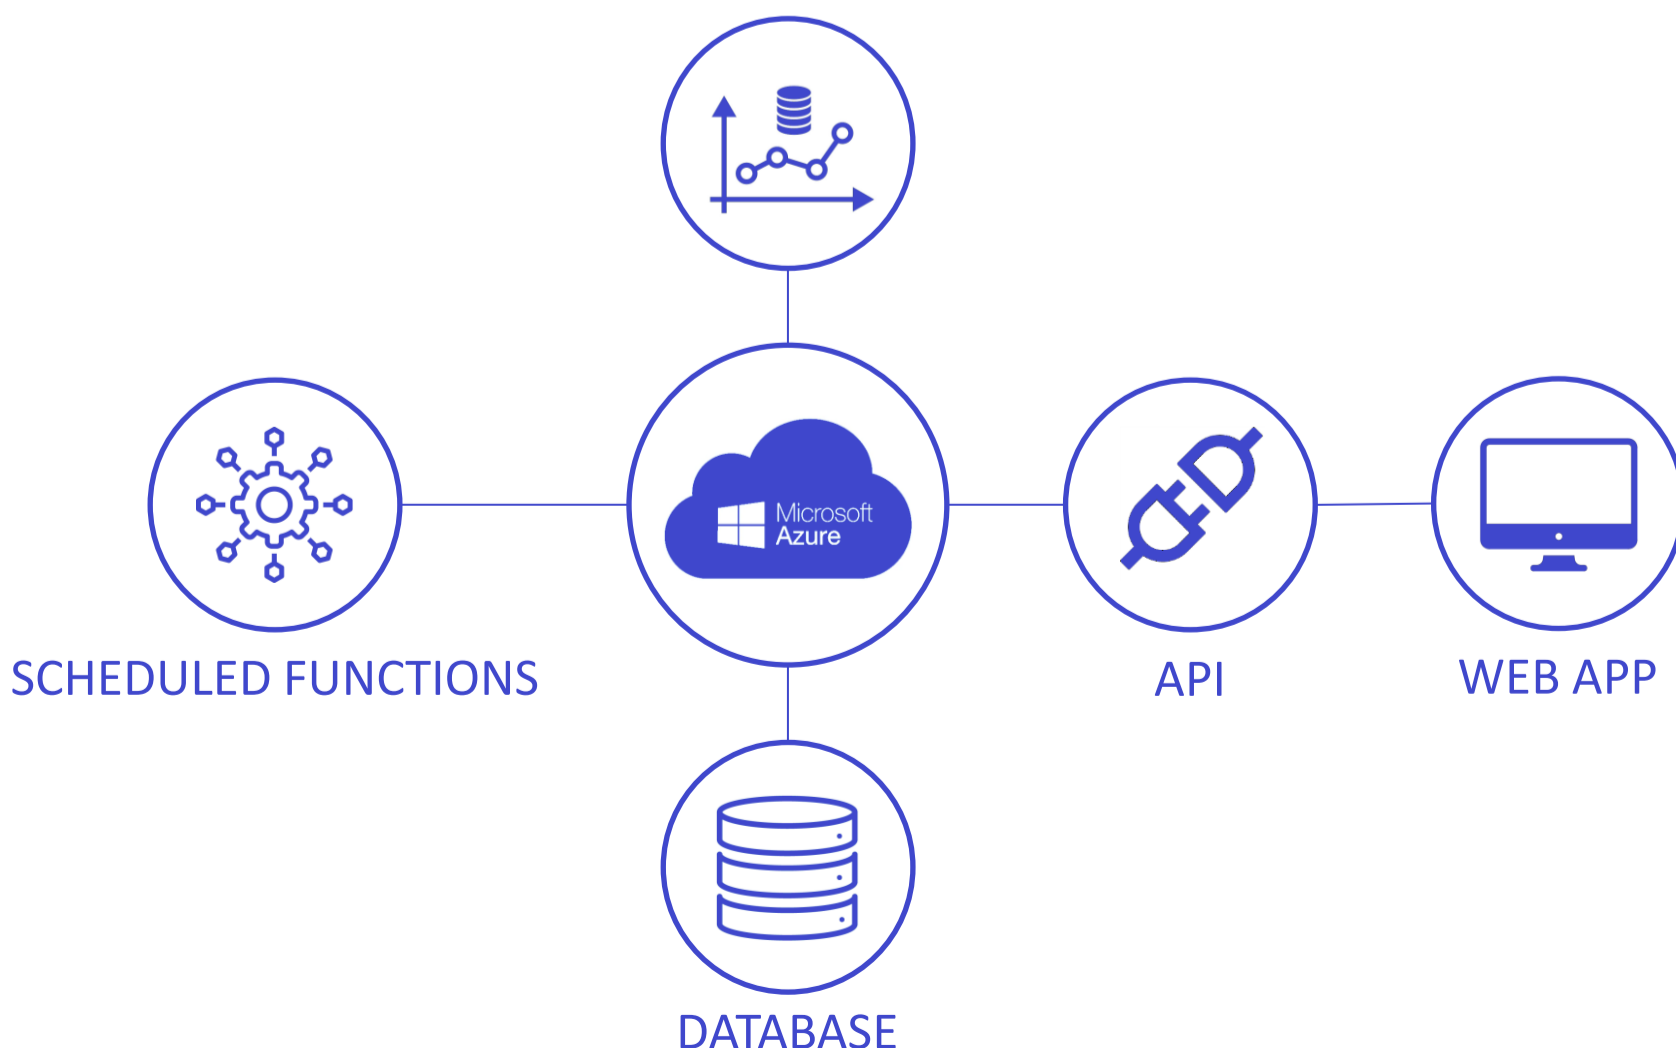 Microsoft
Azure
SCHEDULED FUNCTIONS
API
WEB APP
DATABASE